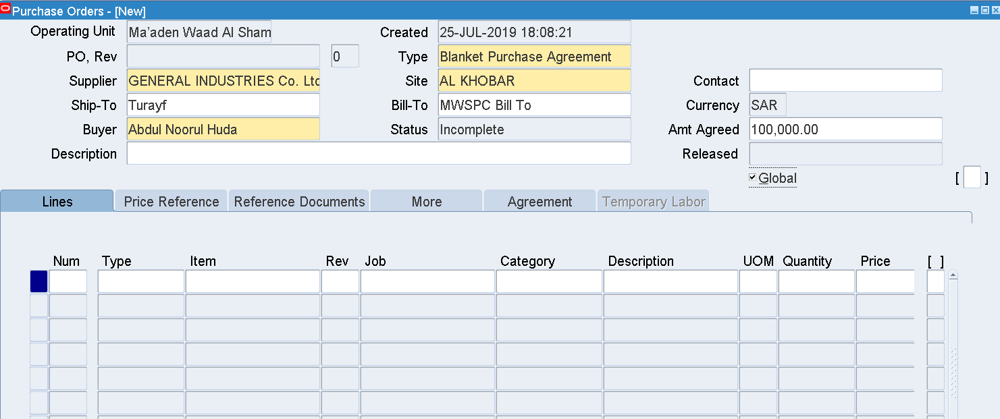 Purchase Orders - [New]
Operating Unit Ma'aden Waad Al Sham Created 25-JUL-2019 18:08:21
PO, Rev 0 Type Blanket Purchase Agreement
Supplier GENERAL INDUSTRIES Co. Ltd Site AL KHOBAR Contact
Ship-To Turayf Bill-To MWSPC Bill To Currency SAR
Buyer Abdul Noorul Huda Status Incomplete Amt Agreed 100,000.00
Description Released
Global [ ]
Lines Price Reference Reference Documents More Agreement Temporary Labor
Num Type Item Rev Job Category Description UOM Quantity Price [ ]